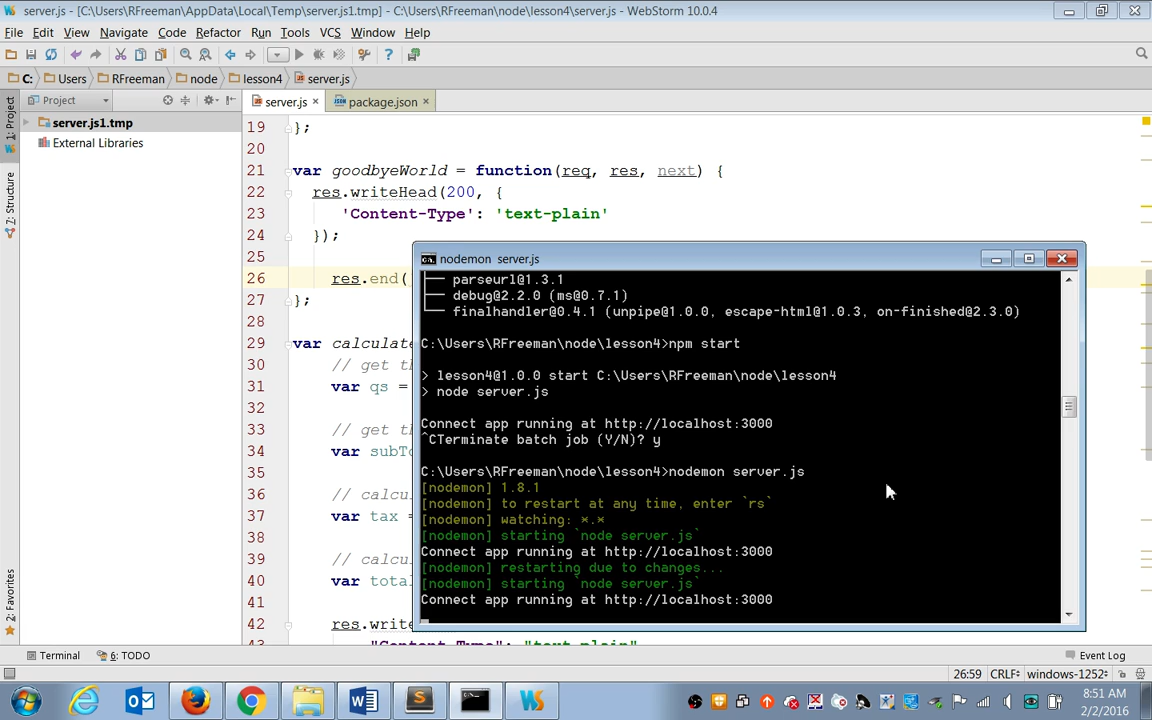 server.js - [C:\Users\RFreeman\AppData\Local\Temp\server.js1.tmp] - C:\Users\RFreeman\node\lesson4\server.js - WebStorm 10.0.4
File Edit View Navigate Code Refactor Run Tools VCS Window Help
C: Users RFreeman node lesson4 server.js
1: Project
7: Structure
2: Favorites
Project
server.js1.tmp
External Libraries
server.js package.json
19 };
20
21 var goodbyeWorld = function(req, res, next) {
22 res.writeHead(200, {
23 'Content-Type': 'text-plain'
24 });
25
26 res.end(
27 };
28
29 var calculate
30 // get th
31 var qs =
32
33 // get th
34 var subTo
35
36 // calcu
37 var tax =
38
39 // calcu
40 var total
41
42 res.write
43 "Content-Type": "text-plain"
nodemon server.js
├── parseurl@1.3.1
├── debug@2.2.0 (ms@0.7.1)
└── finalhandler@0.4.1 (unpipe@1.0.0, escape-html@1.0.3, on-finished@2.3.0)
C:\Users\RFreeman\node\lesson4>npm start
> lesson4@1.0.0 start C:\Users\RFreeman\node\lesson4
> node server.js
Connect app running at http://localhost:3000
^CTerminate batch job (Y/N)? y
C:\Users\RFreeman\node\lesson4>nodemon server.js
[nodemon] 1.8.1
[nodemon] to restart at any time, enter `rs`
[nodemon] watching: *.*
[nodemon] starting `node server.js`
Connect app running at http://localhost:3000
[nodemon] restarting due to changes...
[nodemon] starting `node server.js`
Connect app running at http://localhost:3000
Terminal 6: TODO Event Log
26:59 CRLF÷ windows-1252÷
8:51 AM
2/2/2016